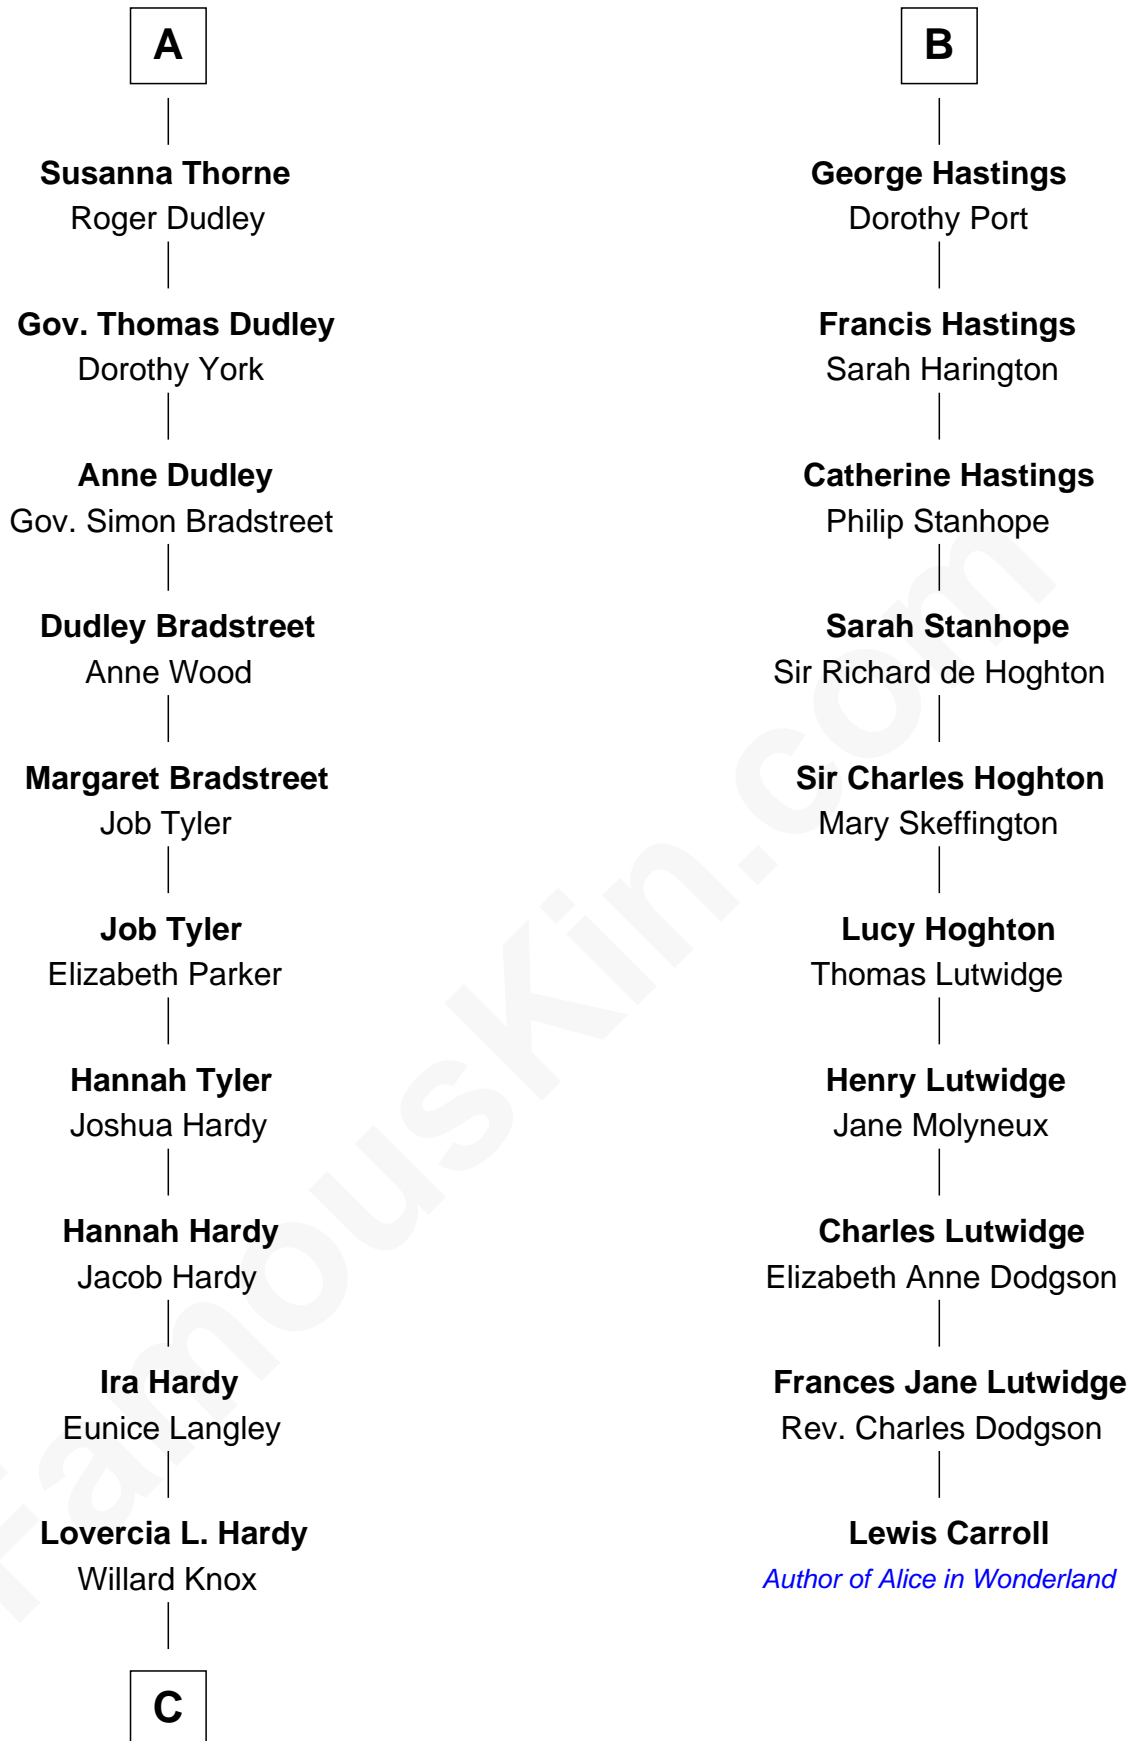 A
Susanna Thorne
Roger Dudley
Gov. Thomas Dudley
Dorothy York
Anne Dudley
Gov. Simon Bradstreet
Dudley Bradstreet
Anne Wood
Margaret Bradstreet
Job Tyler
Job Tyler
Elizabeth Parker
Hannah Tyler
Joshua Hardy
Hannah Hardy
Jacob Hardy
Ira Hardy
Eunice Langley
Lovercia L. Hardy
Willard Knox
C
B
George Hastings
Dorothy Port
Francis Hastings
Sarah Harington
Catherine Hastings
Philip Stanhope
Sarah Stanhope
Sir Richard de Hoghton
Sir Charles Hoghton
Mary Skeffington
Lucy Hoghton
Thomas Lutwidge
Henry Lutwidge
Jane Molyneux
Charles Lutwidge
Elizabeth Anne Dodgson
Frances Jane Lutwidge
Rev. Charles Dodgson
Lewis Carroll
Author of Alice in Wonderland
FamousKin.com